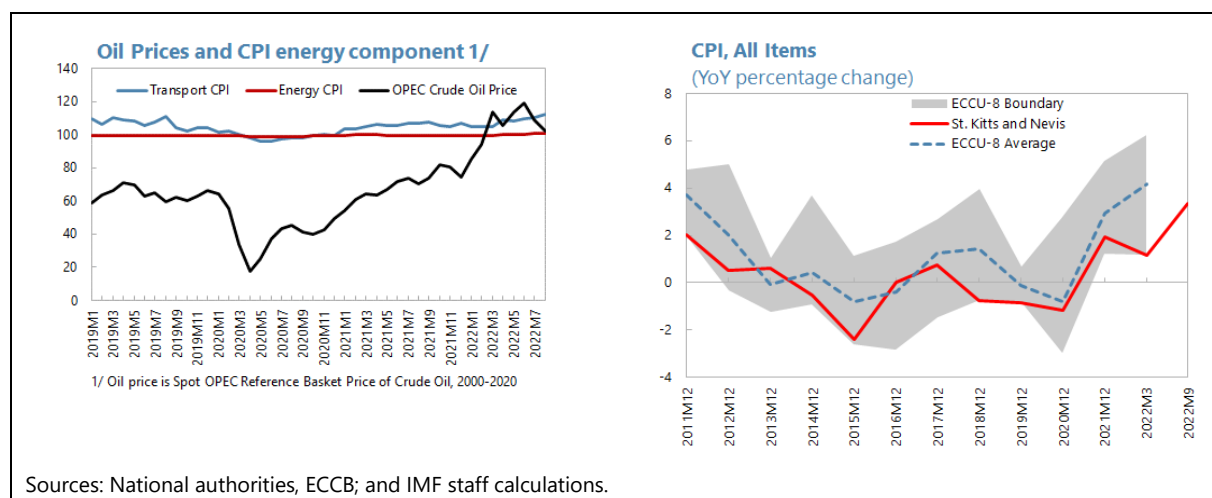 Oil Prices and CPI energy component 1/
140
120
100
80
60
40
20
0
Transport CPI
Energy CPI
OPEC Crude Oil Price
2019M1
2019M3
2019M5
2019M7
2019M9
2019M11
2020M1
2020M3
2020M5
2020M7
2020M9
2020M11
2021M1
2021M3
2021M5
2021M7
2021M9
2021M11
2022M1
2022M3
2022M5
2022M7
1/ Oil price is Spot OPEC Reference Basket Price of Crude Oil, 2000-2020
CPI, All Items
(YoY percentage change)
8
6
4
2
0
-2
-4
ECCU-8 Boundary
St. Kitts and Nevis
ECCU-8 Average
2011M12
2012M12
2013M12
2014M12
2015M12
2016M12
2017M12
2018M12
2019M12
2020M12
2021M12
2022M3
2022M9
Sources: National authorities, ECCB; and IMF staff calculations.